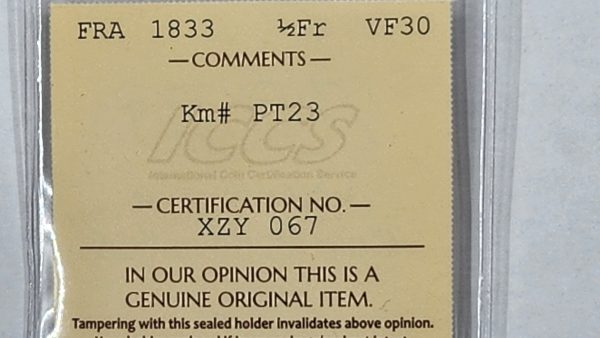 FRA 1833 ½Fr VF30
—COMMENTS—
Km# PT23
ICCS
International Coin Certification Service
—CERTIFICATION NO.—
XZY 067
IN OUR OPINION THIS IS A
GENUINE ORIGINAL ITEM.
Tampering with this sealed holder invalidates above opinion.